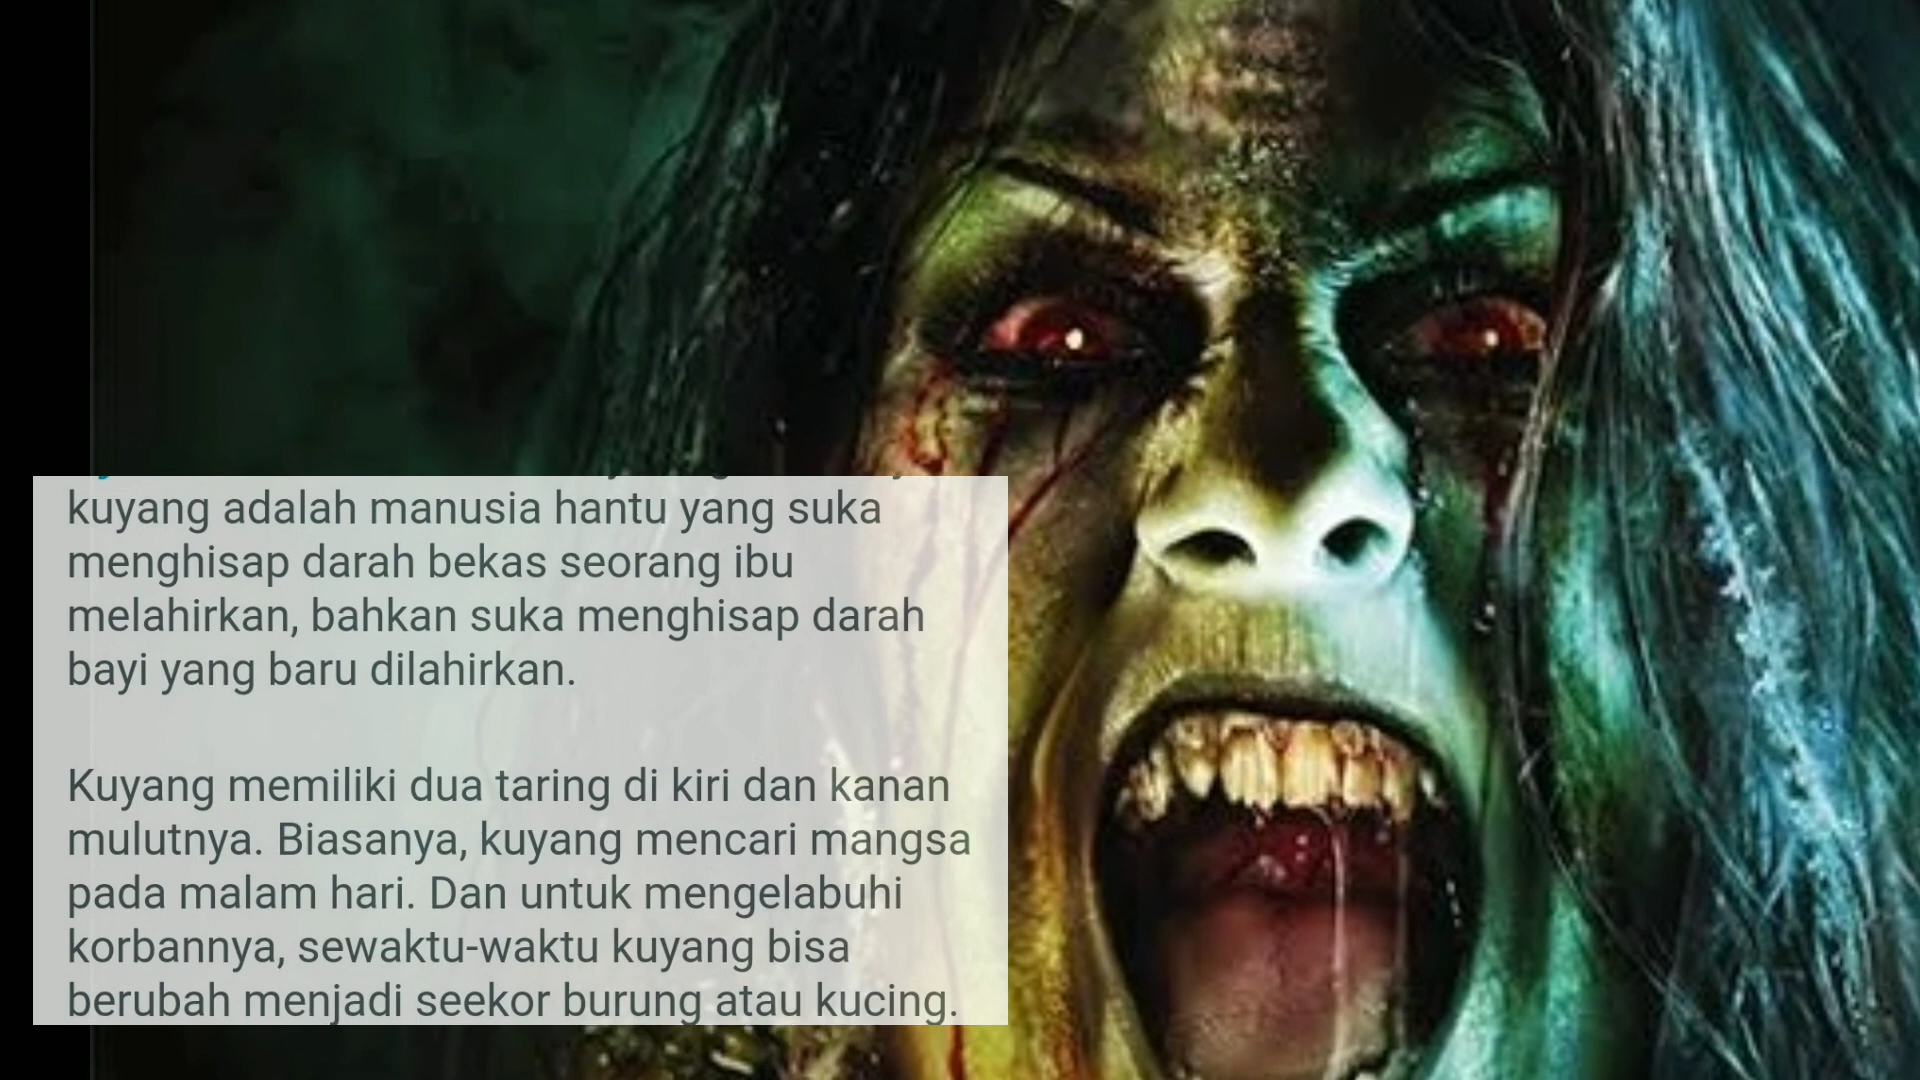 kuyang adalah manusia hantu yang suka
menghisap darah bekas seorang ibu
melahirkan, bahkan suka menghisap darah
bayi yang baru dilahirkan.
Kuyang memiliki dua taring di kiri dan kanan
mulutnya. Biasanya, kuyang mencari mangsa
pada malam hari. Dan untuk mengelabuhi
korbannya, sewaktu-waktu kuyang bisa
berubah menjadi seekor burung atau kucing.